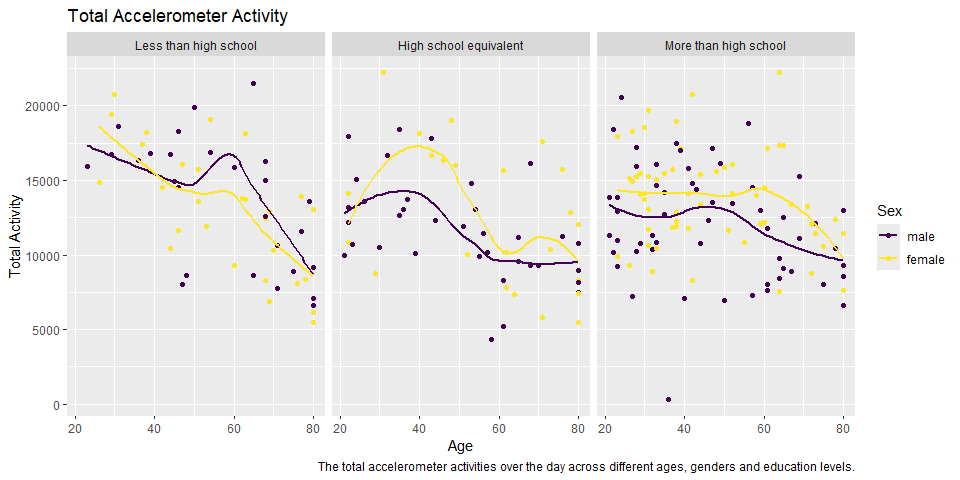 Total Accelerometer Activity
Less than high school
High school equivalent
More than high school
20000
15000
10000
5000
0
Total Activity
20
40
60
80
20
40
60
80
20
40
60
80
Age
Sex
male
female
The total accelerometer activities over the day across different ages, genders and education levels.